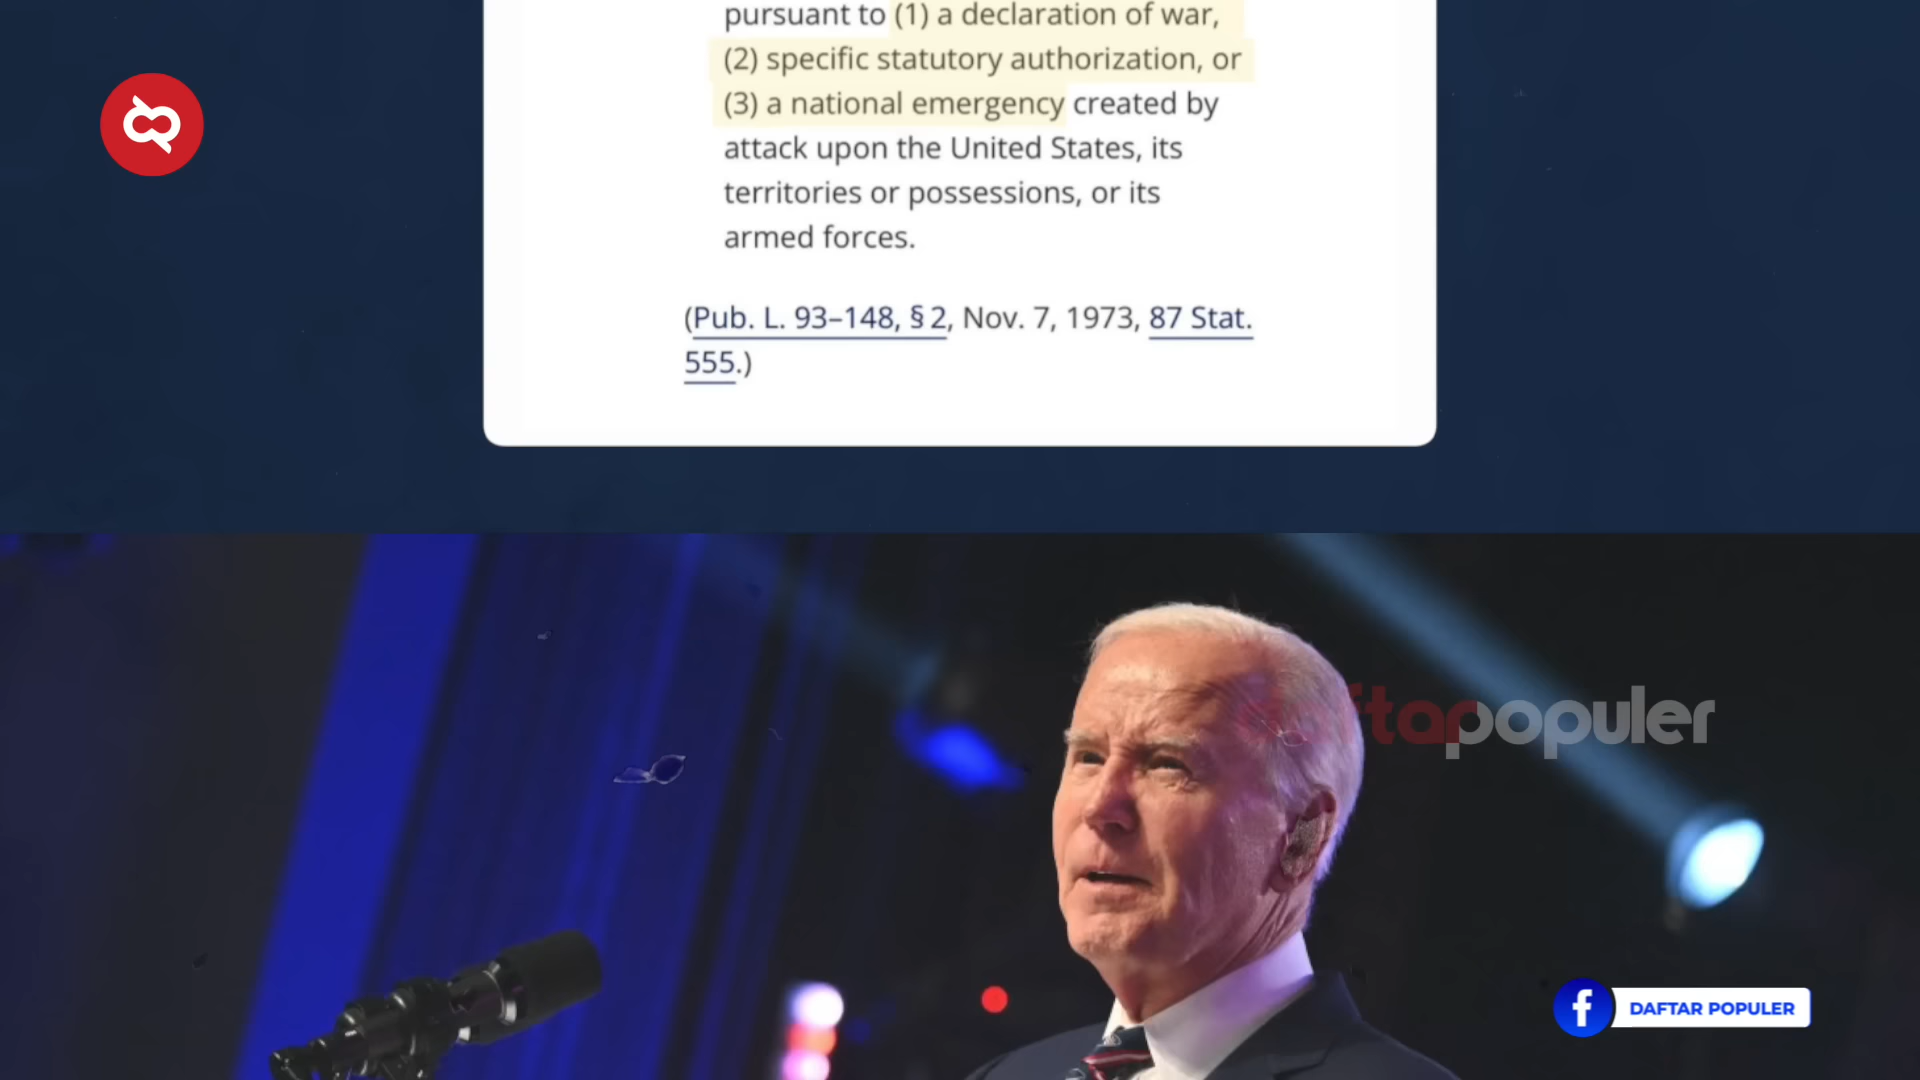 pursuant to (1) a declaration of war,
(2) specific statutory authorization, or
(3) a national emergency created by
attack upon the United States, its
territories or possessions, or its
armed forces.
(Pub. L. 93–148, § 2, Nov. 7, 1973, 87 Stat.
555.)
daftarpopuler
DAFTAR POPULER